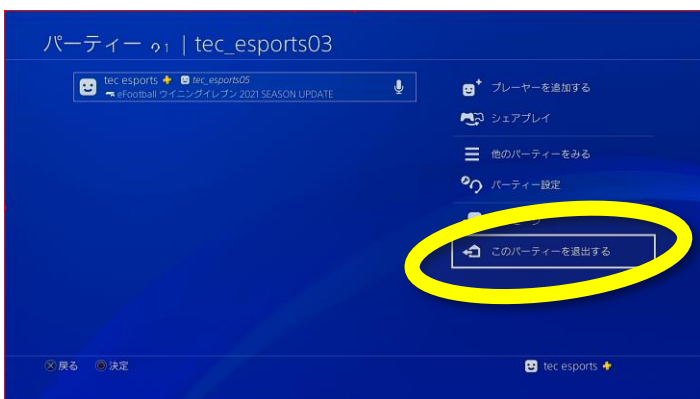 パーティー 1 | tec_esports03
tec esports tec_esports05
eFootball ウイニングイレブン 2021 SEASON UPDATE
プレーヤーを追加する
シェアプレイ
他のパーティーをみる
パーティー設定
このパーティーを退出する
戻る 決定
tec esports